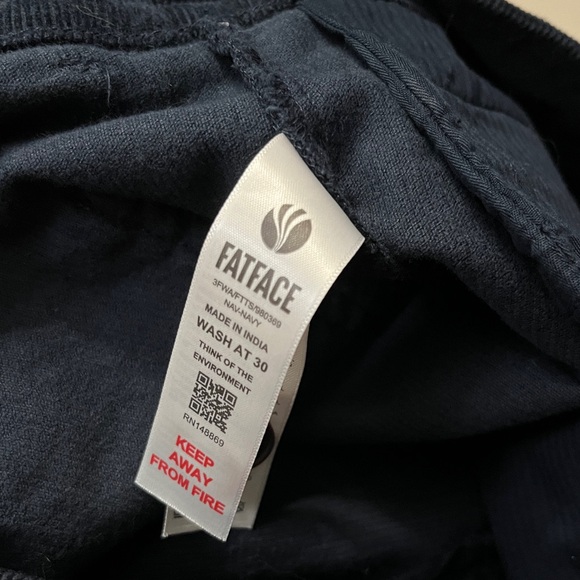 FATFACE
3FWA/FTTS/980369
NAV-NAVY
MADE IN INDIA
WASH AT 30
THINK OF THE
ENVIRONMENT
RN148869
KEEP
AWAY
FROM FIRE